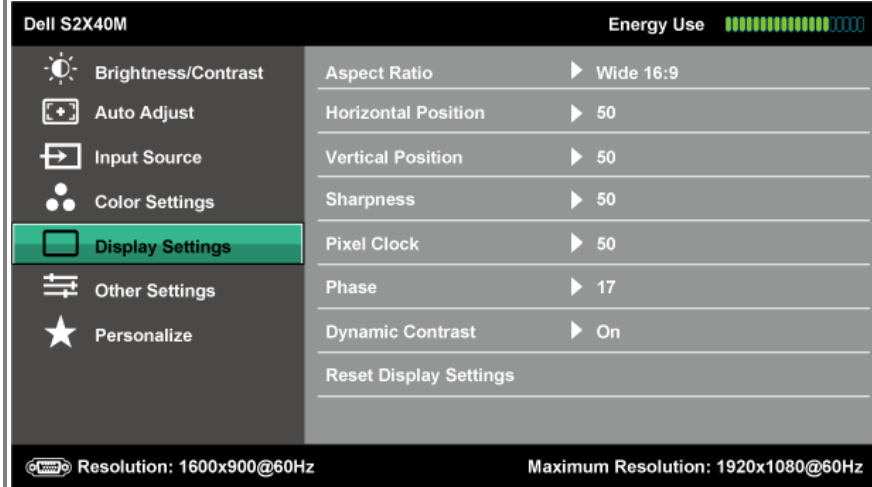 Dell S2X40M Energy Use
Brightness/Contrast Aspect Ratio Wide 16:9
Auto Adjust Horizontal Position 50
Input Source Vertical Position 50
Color Settings Sharpness 50
Display Settings Pixel Clock 50
Other Settings Phase 17
Personalize Dynamic Contrast On
Reset Display Settings
Resolution: 1600x900@60Hz Maximum Resolution: 1920x1080@60Hz